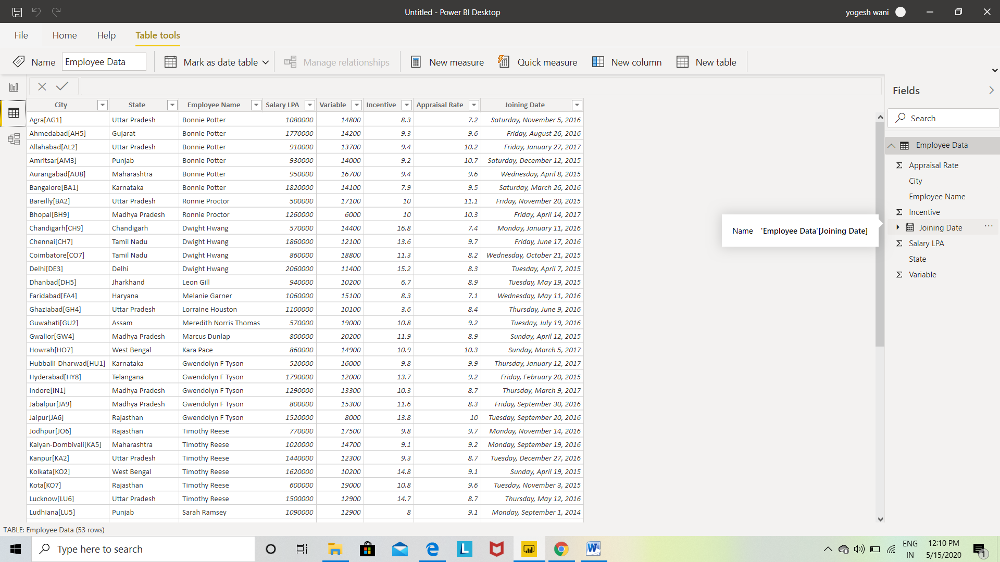 Untitled - Power BI Desktop
yogesh wani
File Home Help Table tools
Name Employee Data Mark as date table Manage relationships New measure Quick measure New column New table
Fields
Search
Employee Data
Appraisal Rate
City
Employee Name
Incentive
Joining Date ...
Salary LPA
State
Variable
Name 'Employee Data'[Joining Date]
City State Employee Name Salary LPA Variable Incentive Appraisal Rate Joining Date
Agra[AG1] Uttar Pradesh Bonnie Potter 1080000 14800 8.3 7.2 Saturday, November 5, 2016
Ahmedabad[AH5] Gujarat Bonnie Potter 1770000 14200 9.3 9.6 Friday, August 26, 2016
Allahabad[AL2] Uttar Pradesh Bonnie Potter 910000 13700 9.4 10.2 Friday, January 27, 2017
Amritsar[AM3] Punjab Bonnie Potter 930000 14000 9.2 10.7 Saturday, December 12, 2015
Aurangabad[AU8] Maharashtra Bonnie Potter 950000 16700 9.4 9.6 Wednesday, April 8, 2015
Bangalore[BA1] Karnataka Bonnie Potter 1820000 14100 7.9 9.5 Saturday, March 26, 2016
Bareilly[BA2] Uttar Pradesh Ronnie Proctor 500000 17100 10 11.1 Friday, November 20, 2015
Bhopal[BH9] Madhya Pradesh Ronnie Proctor 1260000 6000 10 10.3 Friday, April 14, 2017
Chandigarh[CH9] Chandigarh Dwight Hwang 570000 14400 16.8 7.4 Monday, January 11, 2016
Chennai[CH7] Tamil Nadu Dwight Hwang 1860000 12100 13.6 9.7 Friday, June 17, 2016
Coimbatore[CO7] Tamil Nadu Dwight Hwang 860000 18800 11.3 8.2 Wednesday, October 21, 2015
Delhi[DE3] Delhi Dwight Hwang 2060000 11400 15.2 8.3 Tuesday, April 7, 2015
Dhanbad[DH5] Jharkhand Leon Gill 940000 10200 6.7 8.9 Tuesday, May 19, 2015
Faridabad[FA4] Haryana Melanie Garner 1060000 15100 8.3 7.1 Wednesday, May 11, 2016
Ghaziabad[GH4] Uttar Pradesh Lorraine Houston 1100000 10100 3.6 8.4 Thursday, June 9, 2016
Guwahati[GU2] Assam Meredith Norris Thomas 570000 19000 10.8 9.2 Tuesday, July 19, 2016
Gwalior[GW4] Madhya Pradesh Marcus Dunlap 800000 20200 11.9 8.9 Sunday, April 12, 2015
Howrah[HO7] West Bengal Kara Pace 860000 14900 10.9 10.3 Sunday, March 5, 2017
Hubballi-Dharwad[HU1] Karnataka Gwendolyn F Tyson 520000 16000 9.8 9.9 Thursday, January 12, 2017
Hyderabad[HY8] Telangana Gwendolyn F Tyson 1790000 12000 13.7 9.2 Friday, February 20, 2015
Indore[IN1] Madhya Pradesh Gwendolyn F Tyson 1290000 13300 10.3 8.7 Thursday, March 9, 2017
Jabalpur[JA9] Madhya Pradesh Gwendolyn F Tyson 800000 15300 11.6 8.3 Friday, September 30, 2016
Jaipur[JA6] Rajasthan Gwendolyn F Tyson 1520000 8000 13.8 10 Tuesday, September 20, 2016
Jodhpur[JO6] Rajasthan Timothy Reese 770000 17500 9.8 9.7 Monday, November 14, 2016
Kalyan-Dombivali[KA5] Maharashtra Timothy Reese 1020000 14700 9.1 9.2 Monday, September 19, 2016
Kanpur[KA2] Uttar Pradesh Timothy Reese 1440000 12300 9.3 8.7 Tuesday, December 27, 2016
Kolkata[KO2] West Bengal Timothy Reese 1620000 10200 14.8 9.1 Sunday, April 19, 2015
Kota[KO7] Rajasthan Timothy Reese 600000 19000 10.8 9.6 Tuesday, November 3, 2015
Lucknow[LU6] Uttar Pradesh Timothy Reese 1500000 12900 14.7 8.7 Thursday, May 12, 2016
Ludhiana[LU5] Punjab Sarah Ramsey 1090000 12900 8 9.1 Monday, September 1, 2014
TABLE: Employee Data (53 rows)
Type here to search
ENG
IN
12:10 PM
5/15/2020
1